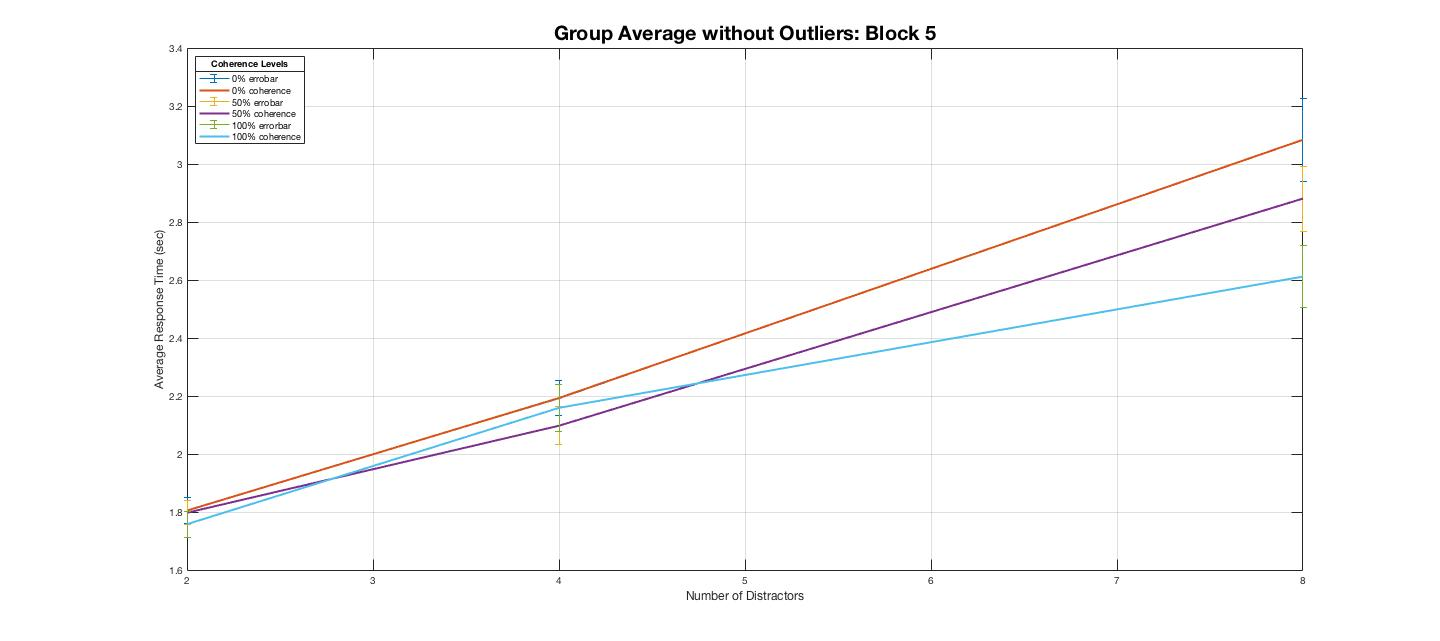 Group Average without Outliers: Block 5
3.4
3.2
3
2.8
2.6
2.4
2.2
2
1.8
1.6
Average Response Time (sec)
Coherence Levels
0% errobar
0% coherence
50% errobar
50% coherence
100% errorbar
100% coherence
2
3
4
5
6
7
8
Number of Distractors